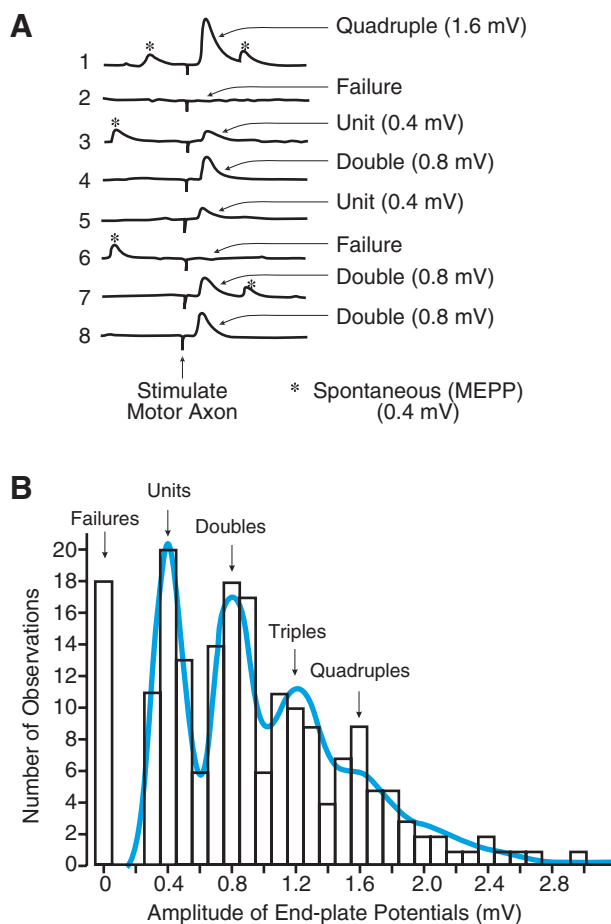 A
Quadruple (1.6 mV)
* *
1
Failure
2
*
Unit (0.4 mV)
3
Double (0.8 mV)
4
Unit (0.4 mV)
5
*
Failure
6
Double (0.8 mV)
7
*
Double (0.8 mV)
8
Stimulate
Motor Axon
* Spontaneous (MEPP)
(0.4 mV)
B
Units
Failures
Doubles
Triples
Quadruples
Number of Observations
20
18
16
14
12
10
8
6
4
2
0
0 0.4 0.8 1.2 1.6 2.0 2.4 2.8
Amplitude of End-plate Potentials (mV)